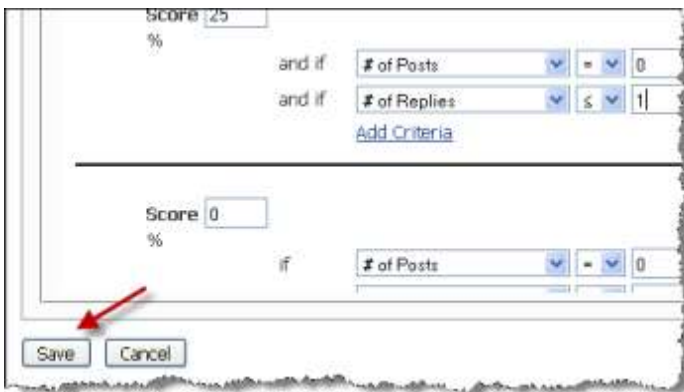 Score 25
%
and if # of Posts = 0
and if # of Replies ≤ 1
Add Criteria
Score 0
%
if # of Posts = 0
Save Cancel